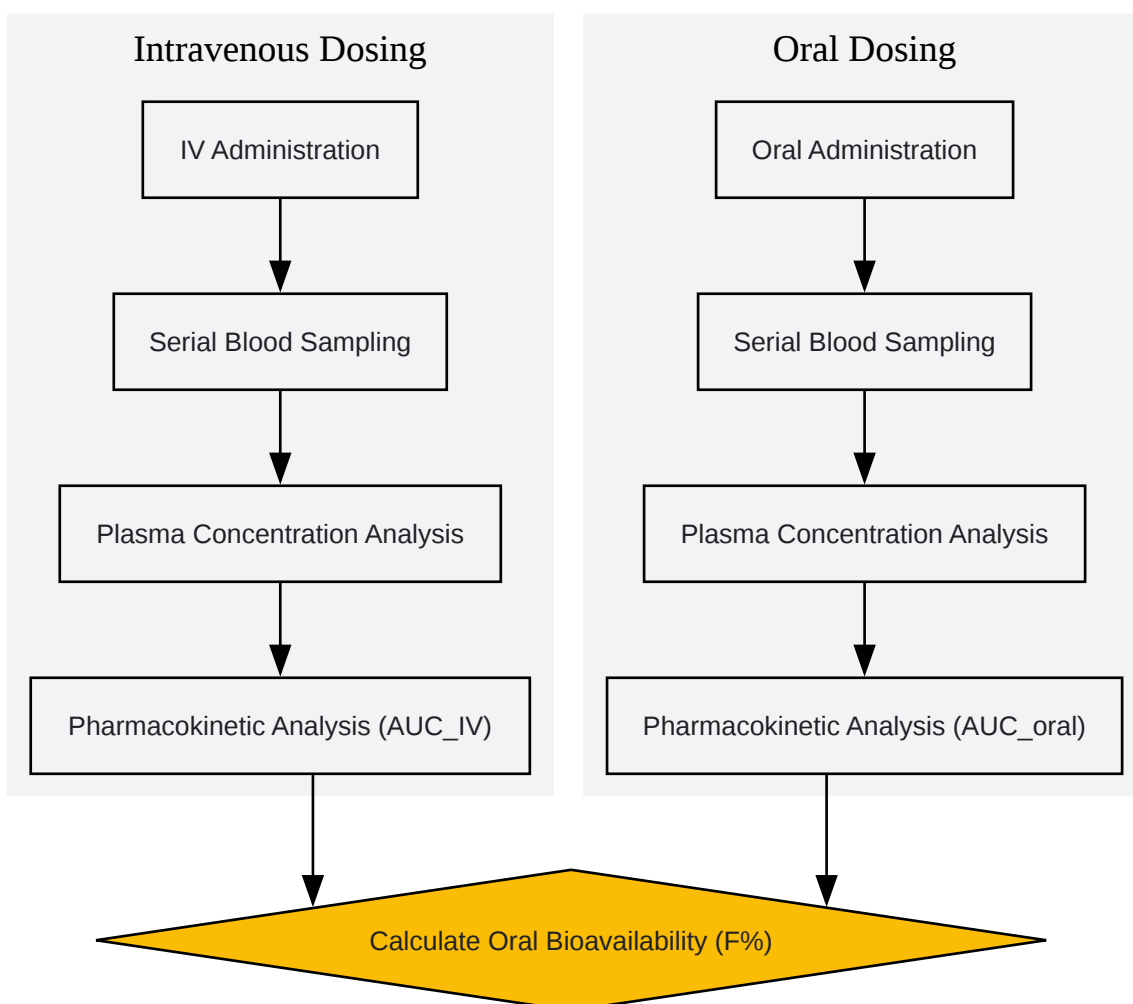 Intravenous Dosing
IV Administration
Serial Blood Sampling
Plasma Concentration Analysis
Pharmacokinetic Analysis (AUC_IV)
Oral Dosing
Oral Administration
Serial Blood Sampling
Plasma Concentration Analysis
Pharmacokinetic Analysis (AUC_oral)
Calculate Oral Bioavailability (F%)